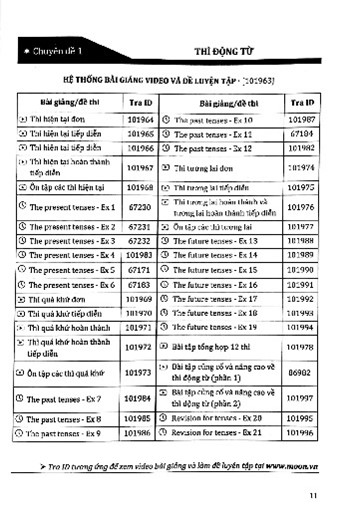 Chuyên đề 1
THÌ ĐỘNG TỪ
HỆ THỐNG BÀI GIẢNG VIDEO VÀ ĐỀ LUYỆN TẬP - [101963]
Bài giảng/đề thi Tra ID Bài giảng/đề thi Tra ID
Thì hiện tại đơn 101964 The past tenses - Ex 10 101987
Thì hiện tại tiếp diễn 101965 The past tenses - Ex 11 67184
Thì hiện tại tiếp diễn 101966 The past tenses - Ex 12 101982
Thì hiện tại hoàn thành
tiếp diễn 101967 Thì tương lai đơn 101974
Ôn tập các thì hiện tại 101968 Thì tương lai tiếp diễn 101975
The present tenses - Ex 1 67230 Thì tương lai hoàn thành và
tương lai hoàn thành tiếp diễn 101976
The present tenses - Ex 2 67231 Ôn tập các thì tương lai 101977
The present tenses - Ex 3 67232 The future tenses - Ex 13 101988
The present tenses - Ex 4 101983 The future tenses - Ex 14 101989
The present tenses - Ex 5 67171 The future tenses - Ex 15 101990
The present tenses - Ex 6 67183 The future tenses - Ex 16 101991
Thì quá khứ đơn 101969 The future tenses - Ex 17 101992
Thì quá khứ tiếp diễn 101970 The future tenses - Ex 18 101993
Thì quá khứ hoàn thành 101971 The future tenses - Ex 19 101994
Thì quá khứ hoàn thành
tiếp diễn 101972 Bài tập tổng hợp 12 thì 101978
Ôn tập các thì quá khứ 101973 Bài tập củng cố và nâng cao về
thì động từ (phần 1) 86982
The past tenses - Ex 7 101984 Bài tập củng cố và nâng cao về
thì động từ (phần 2) 101997
The past tenses - Ex 8 101985 Revision for tenses - Ex 20 101995
The past tenses - Ex 9 101986 Revision for tenses - Ex 21 101996
Tra ID tương ứng để xem video bài giảng và làm đề luyện tập tại www.moon.vn
11